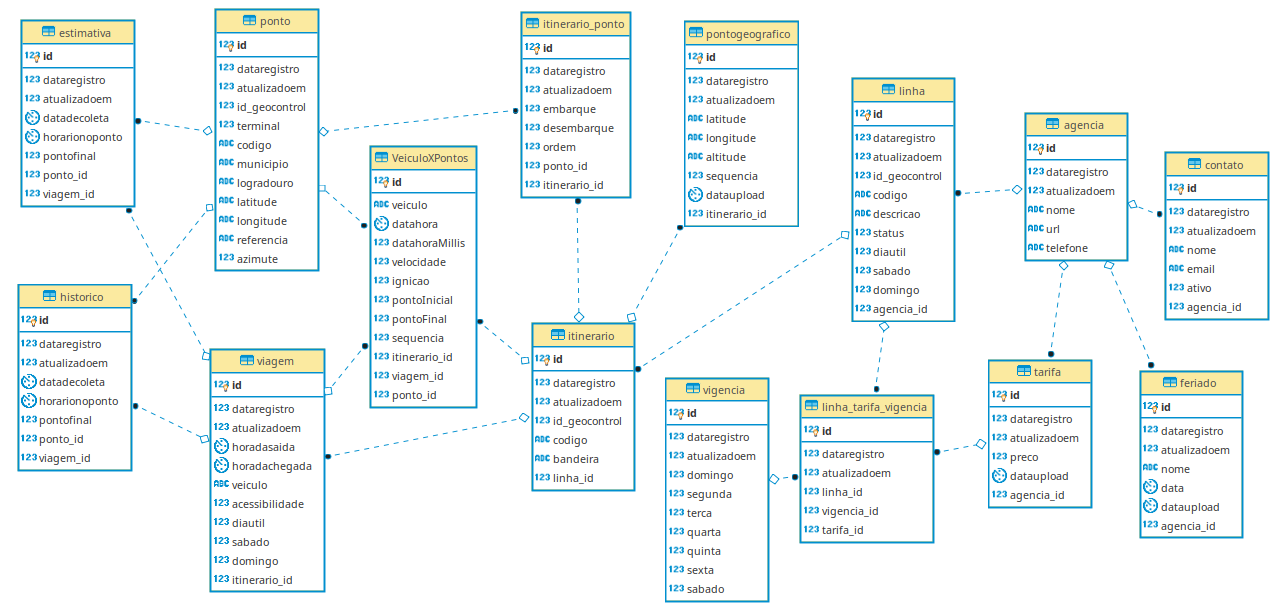 estimativa
123 id
123 dataregistro
123 atualizadoem
datadecoleta
horarionoponto
123 pontofinal
123 ponto_id
123 viagem_id
ponto
123 id
123 dataregistro
123 atualizadoem
123 id_geocontrol
123 terminal
ABC codigo
ABC municipio
ABC logradouro
ABC latitude
ABC longitude
ABC referencia
123 azimute
itinerario_ponto
123 id
123 dataregistro
123 atualizadoem
123 embarque
123 desembarque
123 ordem
123 ponto_id
123 itinerario_id
pontogeografico
123 id
123 dataregistro
123 atualizadoem
ABC latitude
ABC longitude
ABC altitude
123 sequencia
dataupload
123 itinerario_id
linha
123 id
123 dataregistro
123 atualizadoem
123 id_geocontrol
ABC codigo
ABC descricao
123 status
123 diautil
123 sabado
123 domingo
123 agencia_id
agencia
123 id
123 dataregistro
123 atualizadoem
ABC nome
ABC url
ABC telefone
contato
123 id
123 dataregistro
123 atualizadoem
123 nome
ABC email
123 ativo
123 agencia_id
VeiculoXPontos
123 id
ABC veiculo
datahora
123 datahoraMillis
123 velocidade
123 ignicao
123 pontoInicial
123 pontoFinal
123 sequencia
123 itinerario_id
123 viagem_id
123 ponto_id
historico
123 id
123 dataregistro
123 atualizadoem
datadecoleta
horarionoponto
123 pontofinal
123 ponto_id
123 viagem_id
viagem
123 id
123 dataregistro
123 atualizadoem
horadasaida
horadachegada
ABC veiculo
123 acessibilidade
123 diautil
123 sabado
123 domingo
123 itinerario_id
itinerario
123 id
123 dataregistro
123 atualizadoem
123 id_geocontrol
ABC codigo
ABC bandeira
123 linha_id
vigencia
123 id
123 dataregistro
123 atualizadoem
123 domingo
123 segunda
123 terca
123 quarta
123 quinta
123 sexta
123 sabado
linha_tarifa_vigencia
123 id
123 dataregistro
123 atualizadoem
123 linha_id
123 vigencia_id
123 tarifa_id
tarifa
123 id
123 dataregistro
123 atualizadoem
123 preco
dataupload
123 agencia_id
feriado
123 id
123 dataregistro
123 atualizadoem
ABC nome
data
dataupload
123 agencia_id